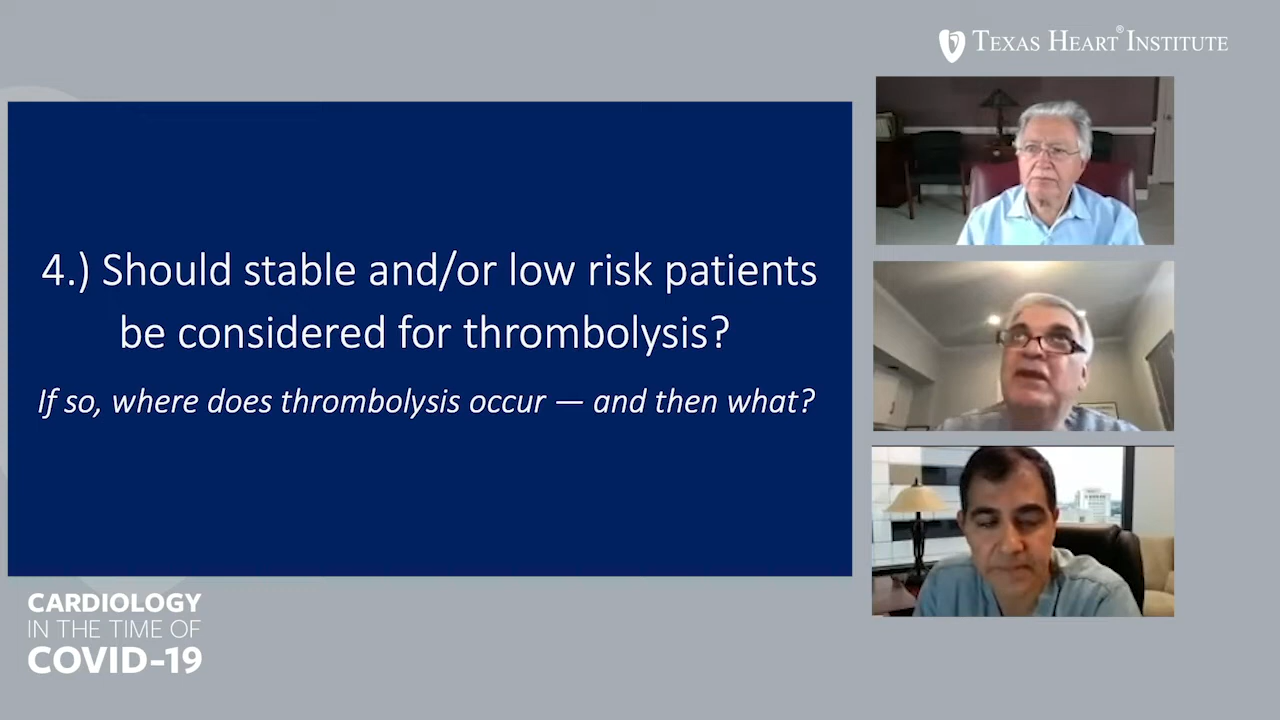 TEXAS HEART® INSTITUTE
4.) Should stable and/or low risk patients
be considered for thrombolysis?
If so, where does thrombolysis occur — and then what?
CARDIOLOGY
IN THE TIME OF
COVID-19